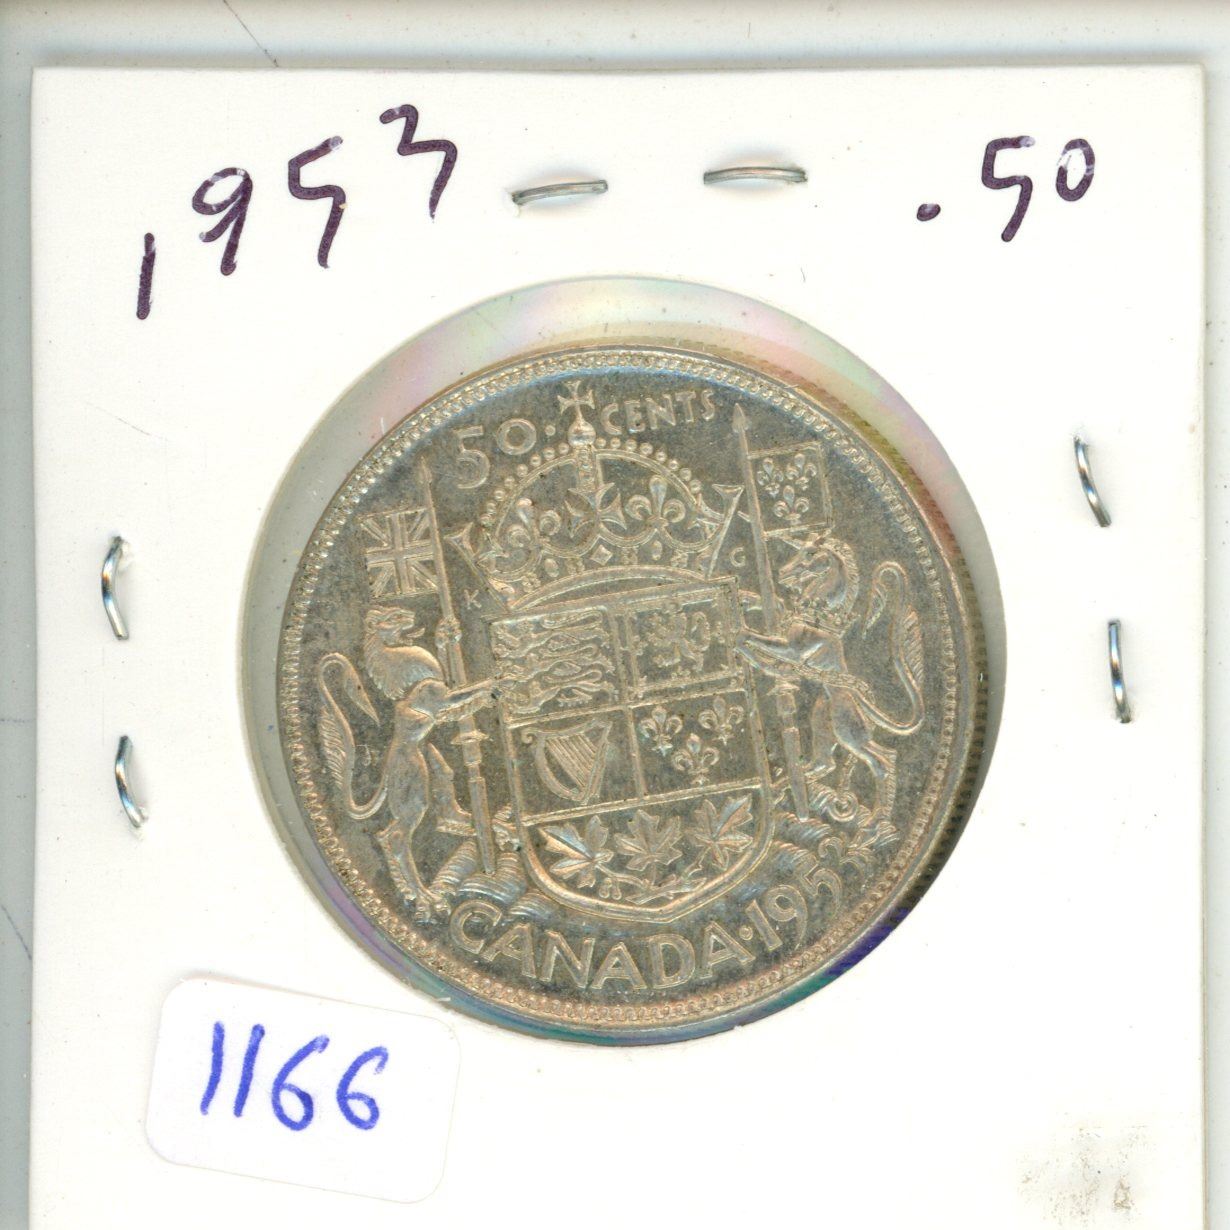 1953 .50
50. CENTS
K G
CANADA·1953
1166